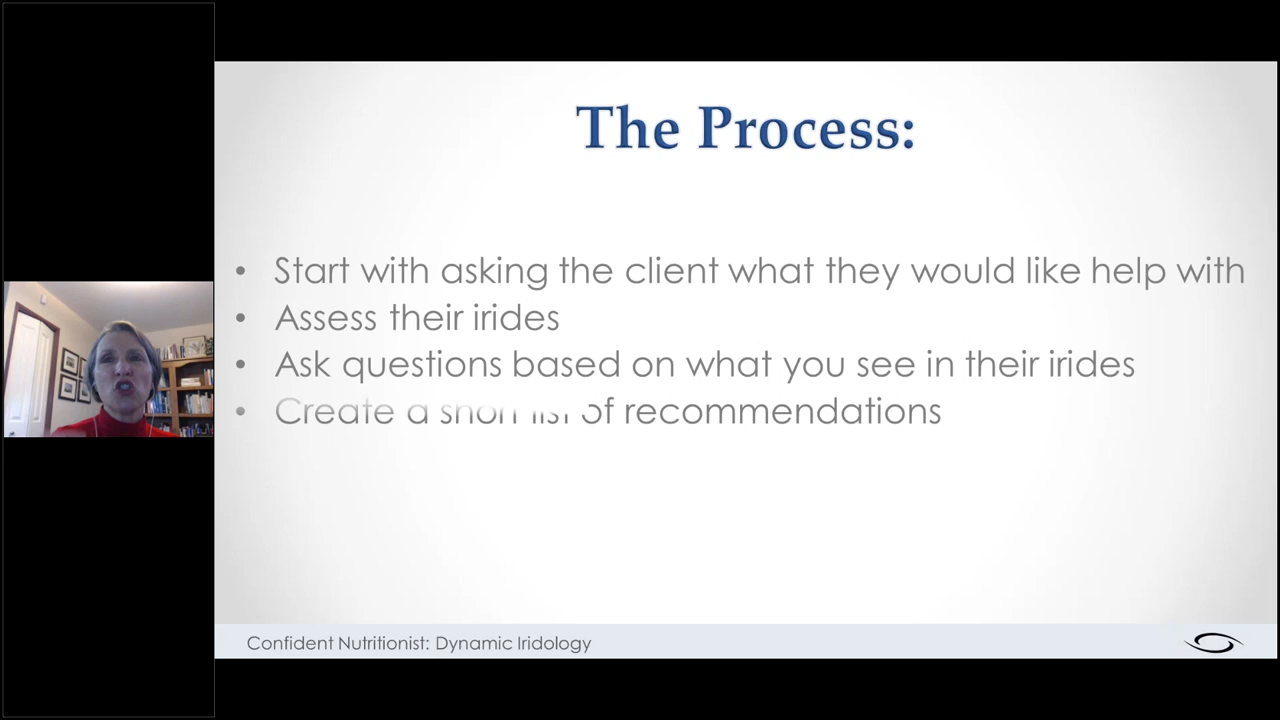 The Process:
• Start with asking the client what they would like help with
• Assess their irides
• Ask questions based on what you see in their irides
• Create a short list of recommendations
Confident Nutritionist: Dynamic Iridology